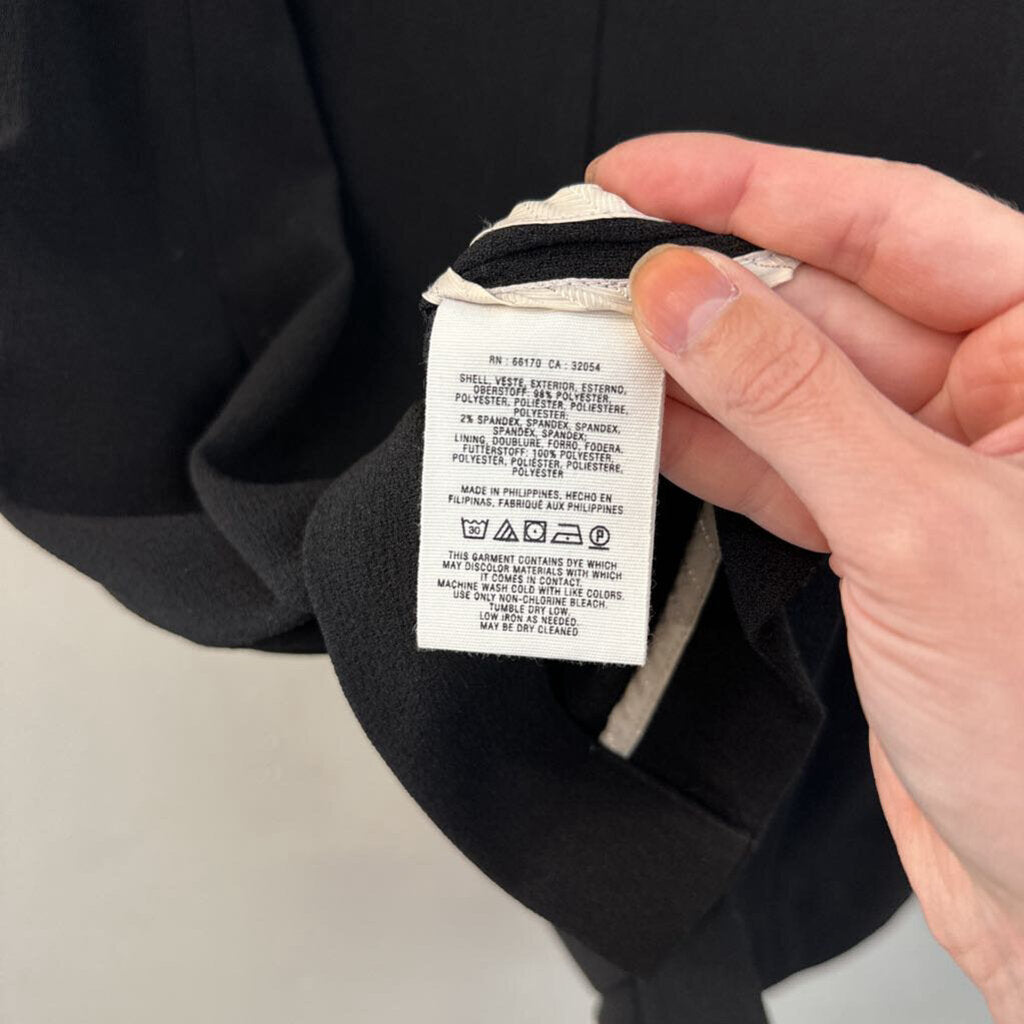 RN : 66170 CA : 32054
SHELL, VESTE, EXTERIOR, ESTERNO,
OBERSTOFF: 98% POLYESTER,
POLYESTER, POLIÉSTER, POLIESTERE,
POLYESTER.
2% SPANDEX, SPANDEX, SPANDEX,
SPANDEX, SPANDEX;
LINING, DOUBLURE, FORRO, FODERA,
FUTTERSTOFF: 100% POLYESTER,
POLYESTER, POLIÉSTER, POLIESTERE,
POLYESTER
MADE IN PHILIPPINES, HECHO EN
FILIPINAS, FABRIQUÉ AUX PHILIPPINES
30 P
THIS GARMENT CONTAINS DYE WHICH
MAY DISCOLOR MATERIALS WITH WHICH
IT COMES IN CONTACT.
MACHINE WASH COLD WITH LIKE COLORS.
USE ONLY NON-CHLORINE BLEACH.
TUMBLE DRY LOW.
LOW IRON AS NEEDED.
MAY BE DRY CLEANED